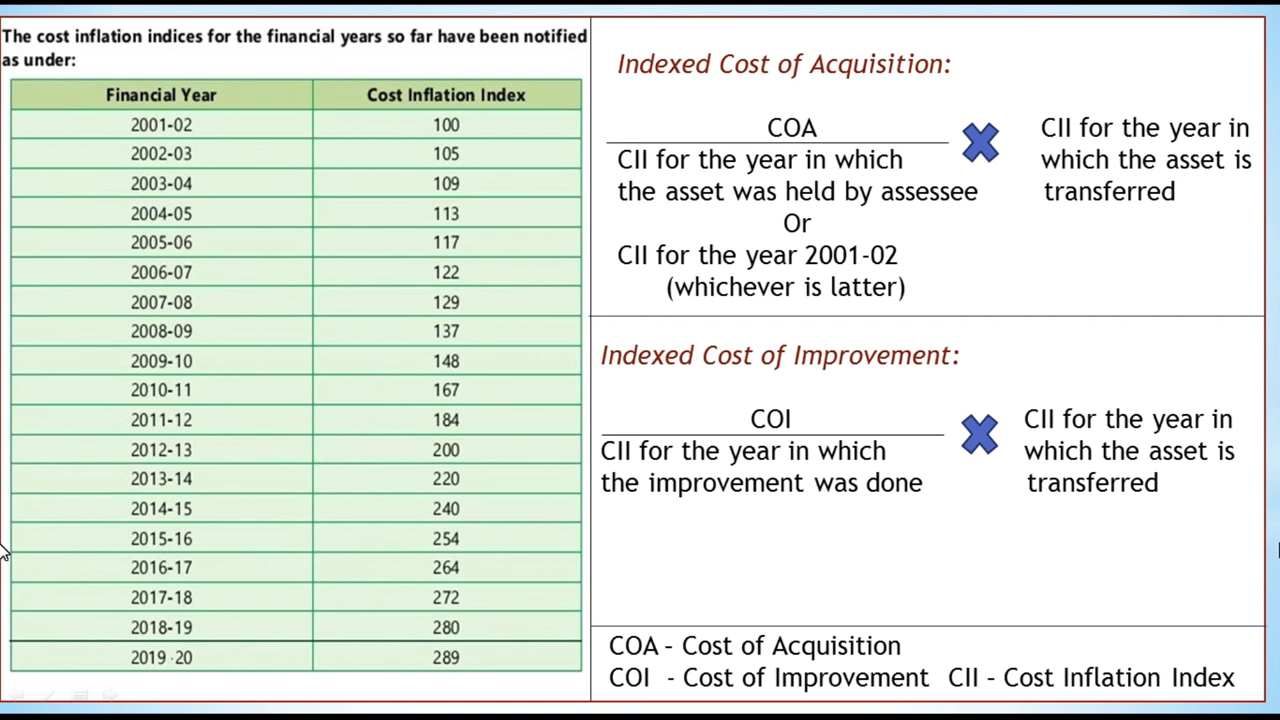 The cost inflation indices for the financial years so far have been notified
as under:
Financial Year Cost Inflation Index
2001-02 100
2002-03 105
2003-04 109
2004-05 113
2005-06 117
2006-07 122
2007-08 129
2008-09 137
2009-10 148
2010-11 167
2011-12 184
2012-13 200
2013-14 220
2014-15 240
2015-16 254
2016-17 264
2017-18 272
2018-19 280
2019-20 289
Indexed Cost of Acquisition:
COA
CII for the year in which
the asset was held by assessee
Or
CII for the year 2001-02
(whichever is latter)
CII for the year in
which the asset is
transferred
Indexed Cost of Improvement:
COI
CII for the year in which
the improvement was done
CII for the year in
which the asset is
transferred
COA – Cost of Acquisition
COI - Cost of Improvement CII – Cost Inflation Index